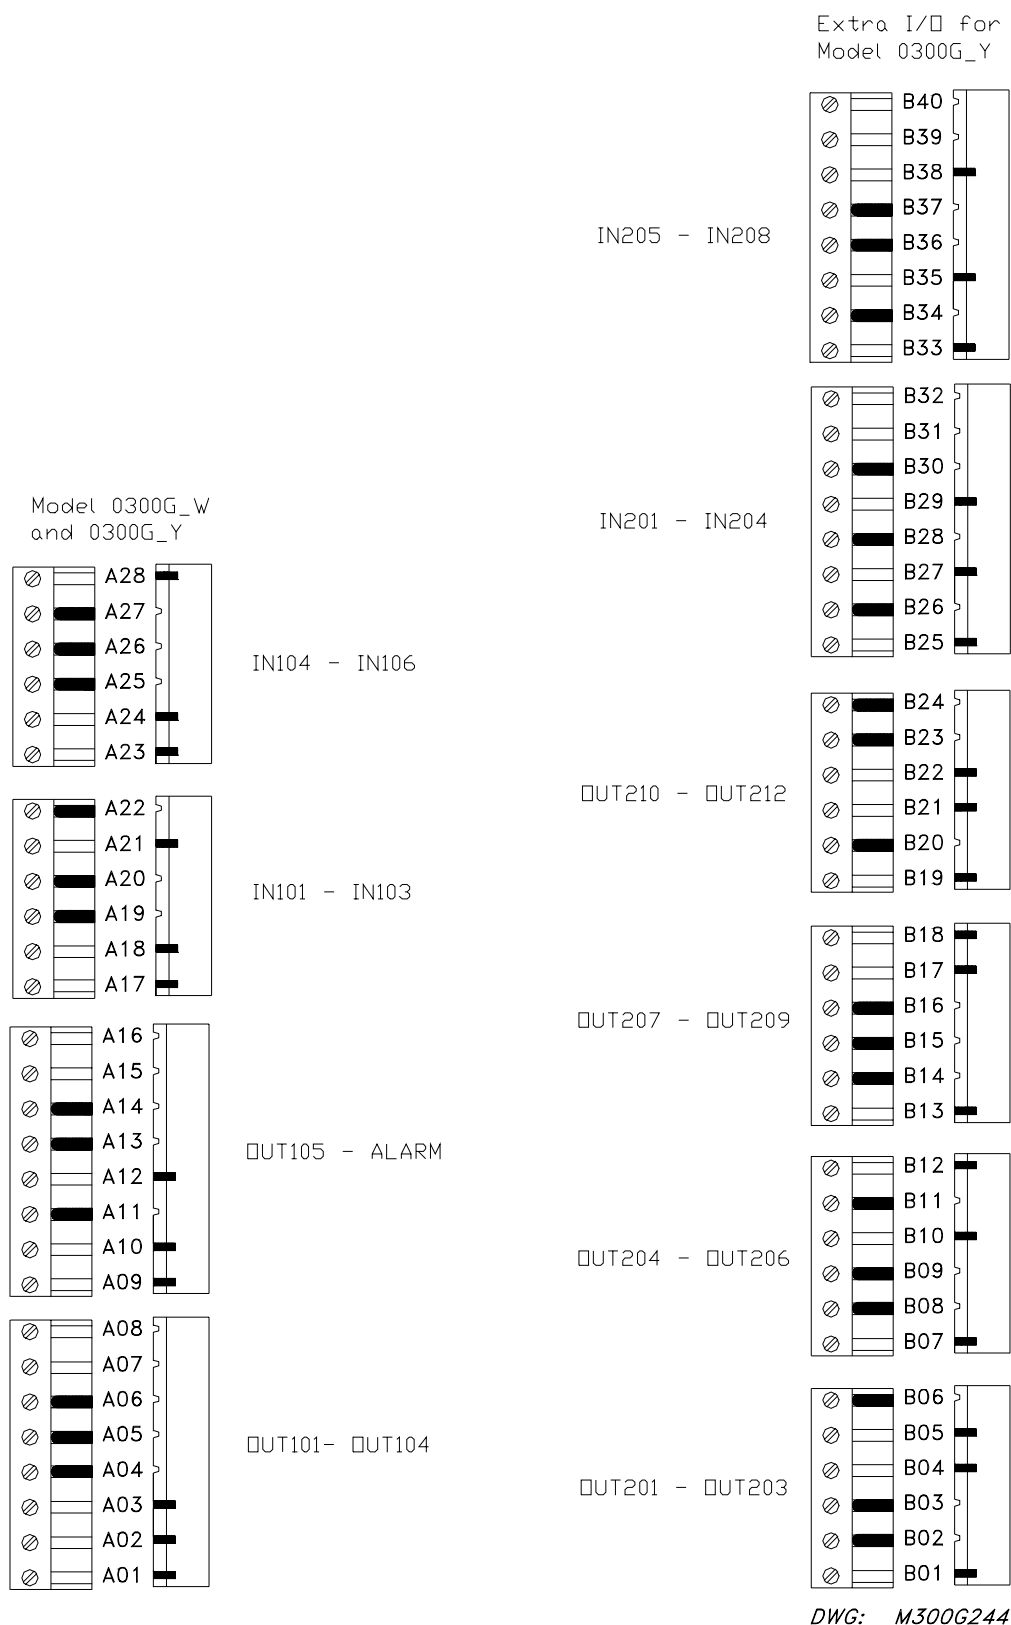 Extra I/O for
Model 0300G_Y
B40
B39
B38
B37
B36
B35
B34
B33
IN205 - IN208
B32
B31
B30
B29
B28
B27
B26
B25
IN201 - IN204
B24
B23
B22
B21
B20
B19
OUT210 - OUT212
B18
B17
B16
B15
B14
B13
OUT207 - OUT209
B12
B11
B10
B09
B08
B07
OUT204 - OUT206
B06
B05
B04
B03
B02
B01
OUT201 - OUT203
Model 0300G_W
and 0300G_Y
A28
A27
A26
A25
A24
A23
IN104 - IN106
A22
A21
A20
A19
A18
A17
IN101 - IN103
A16
A15
A14
A13
A12
A11
A10
A09
OUT105 - ALARM
A08
A07
A06
A05
A04
A03
A02
A01
OUT101- OUT104
DWG: M300G244